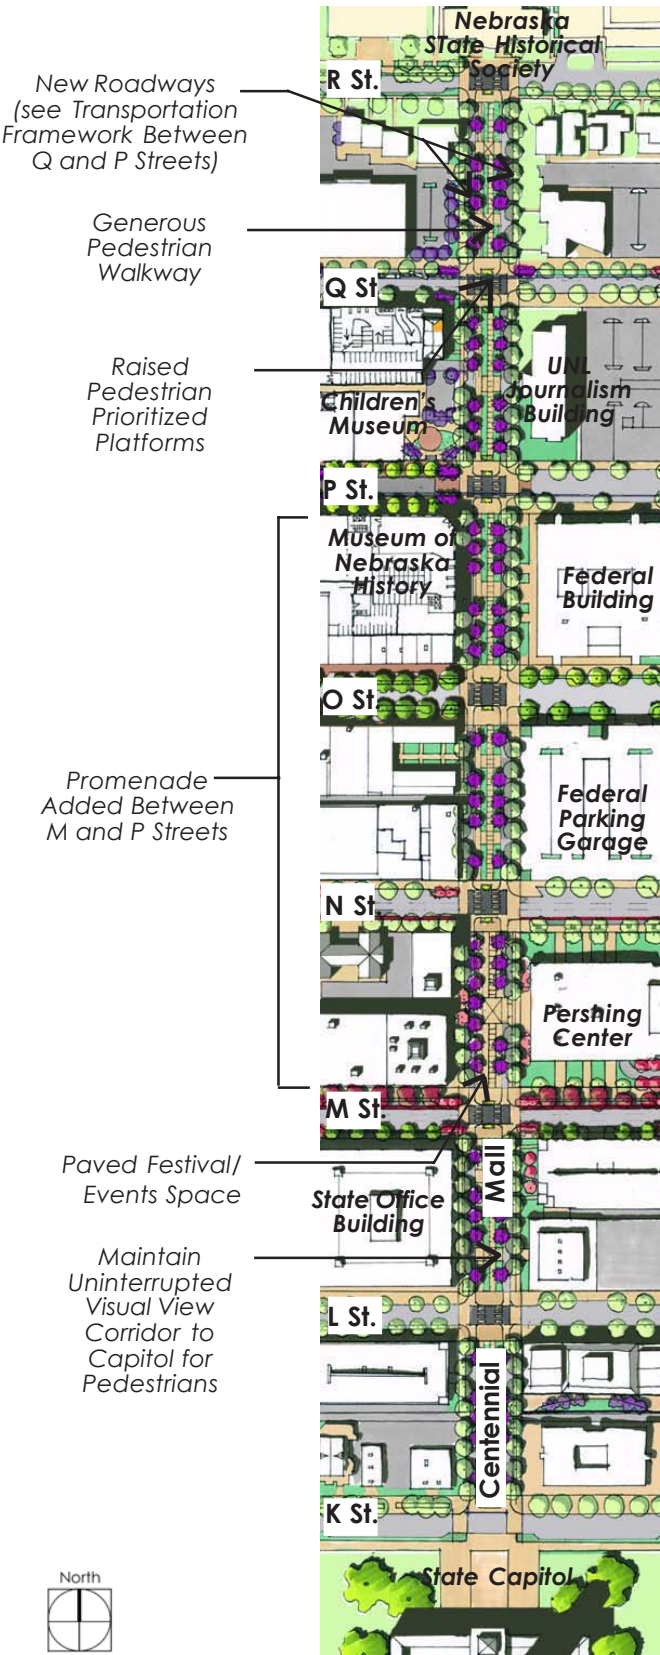 Nebraska
STate Historical
Society
R St.
New Roadways
(see Transportation
Framework Between
Q and P Streets)
Generous
Pedestrian
Walkway
Q St
Raised
Pedestrian
Prioritized
Platforms
Children's
Museum
UNL
Journalism
Building
P St.
Museum of
Nebraska
History
Federal
Building
O St.
Promenade
Added Between
M and P Streets
Federal
Parking
Garage
N St.
Pershing
Center
M St.
Paved Festival/
Events Space
Mall
State Office
Building
Maintain
Uninterrupted
Visual View
Corridor to
Capitol for
Pedestrians
L St.
Centennial
K St.
State Capitol
North